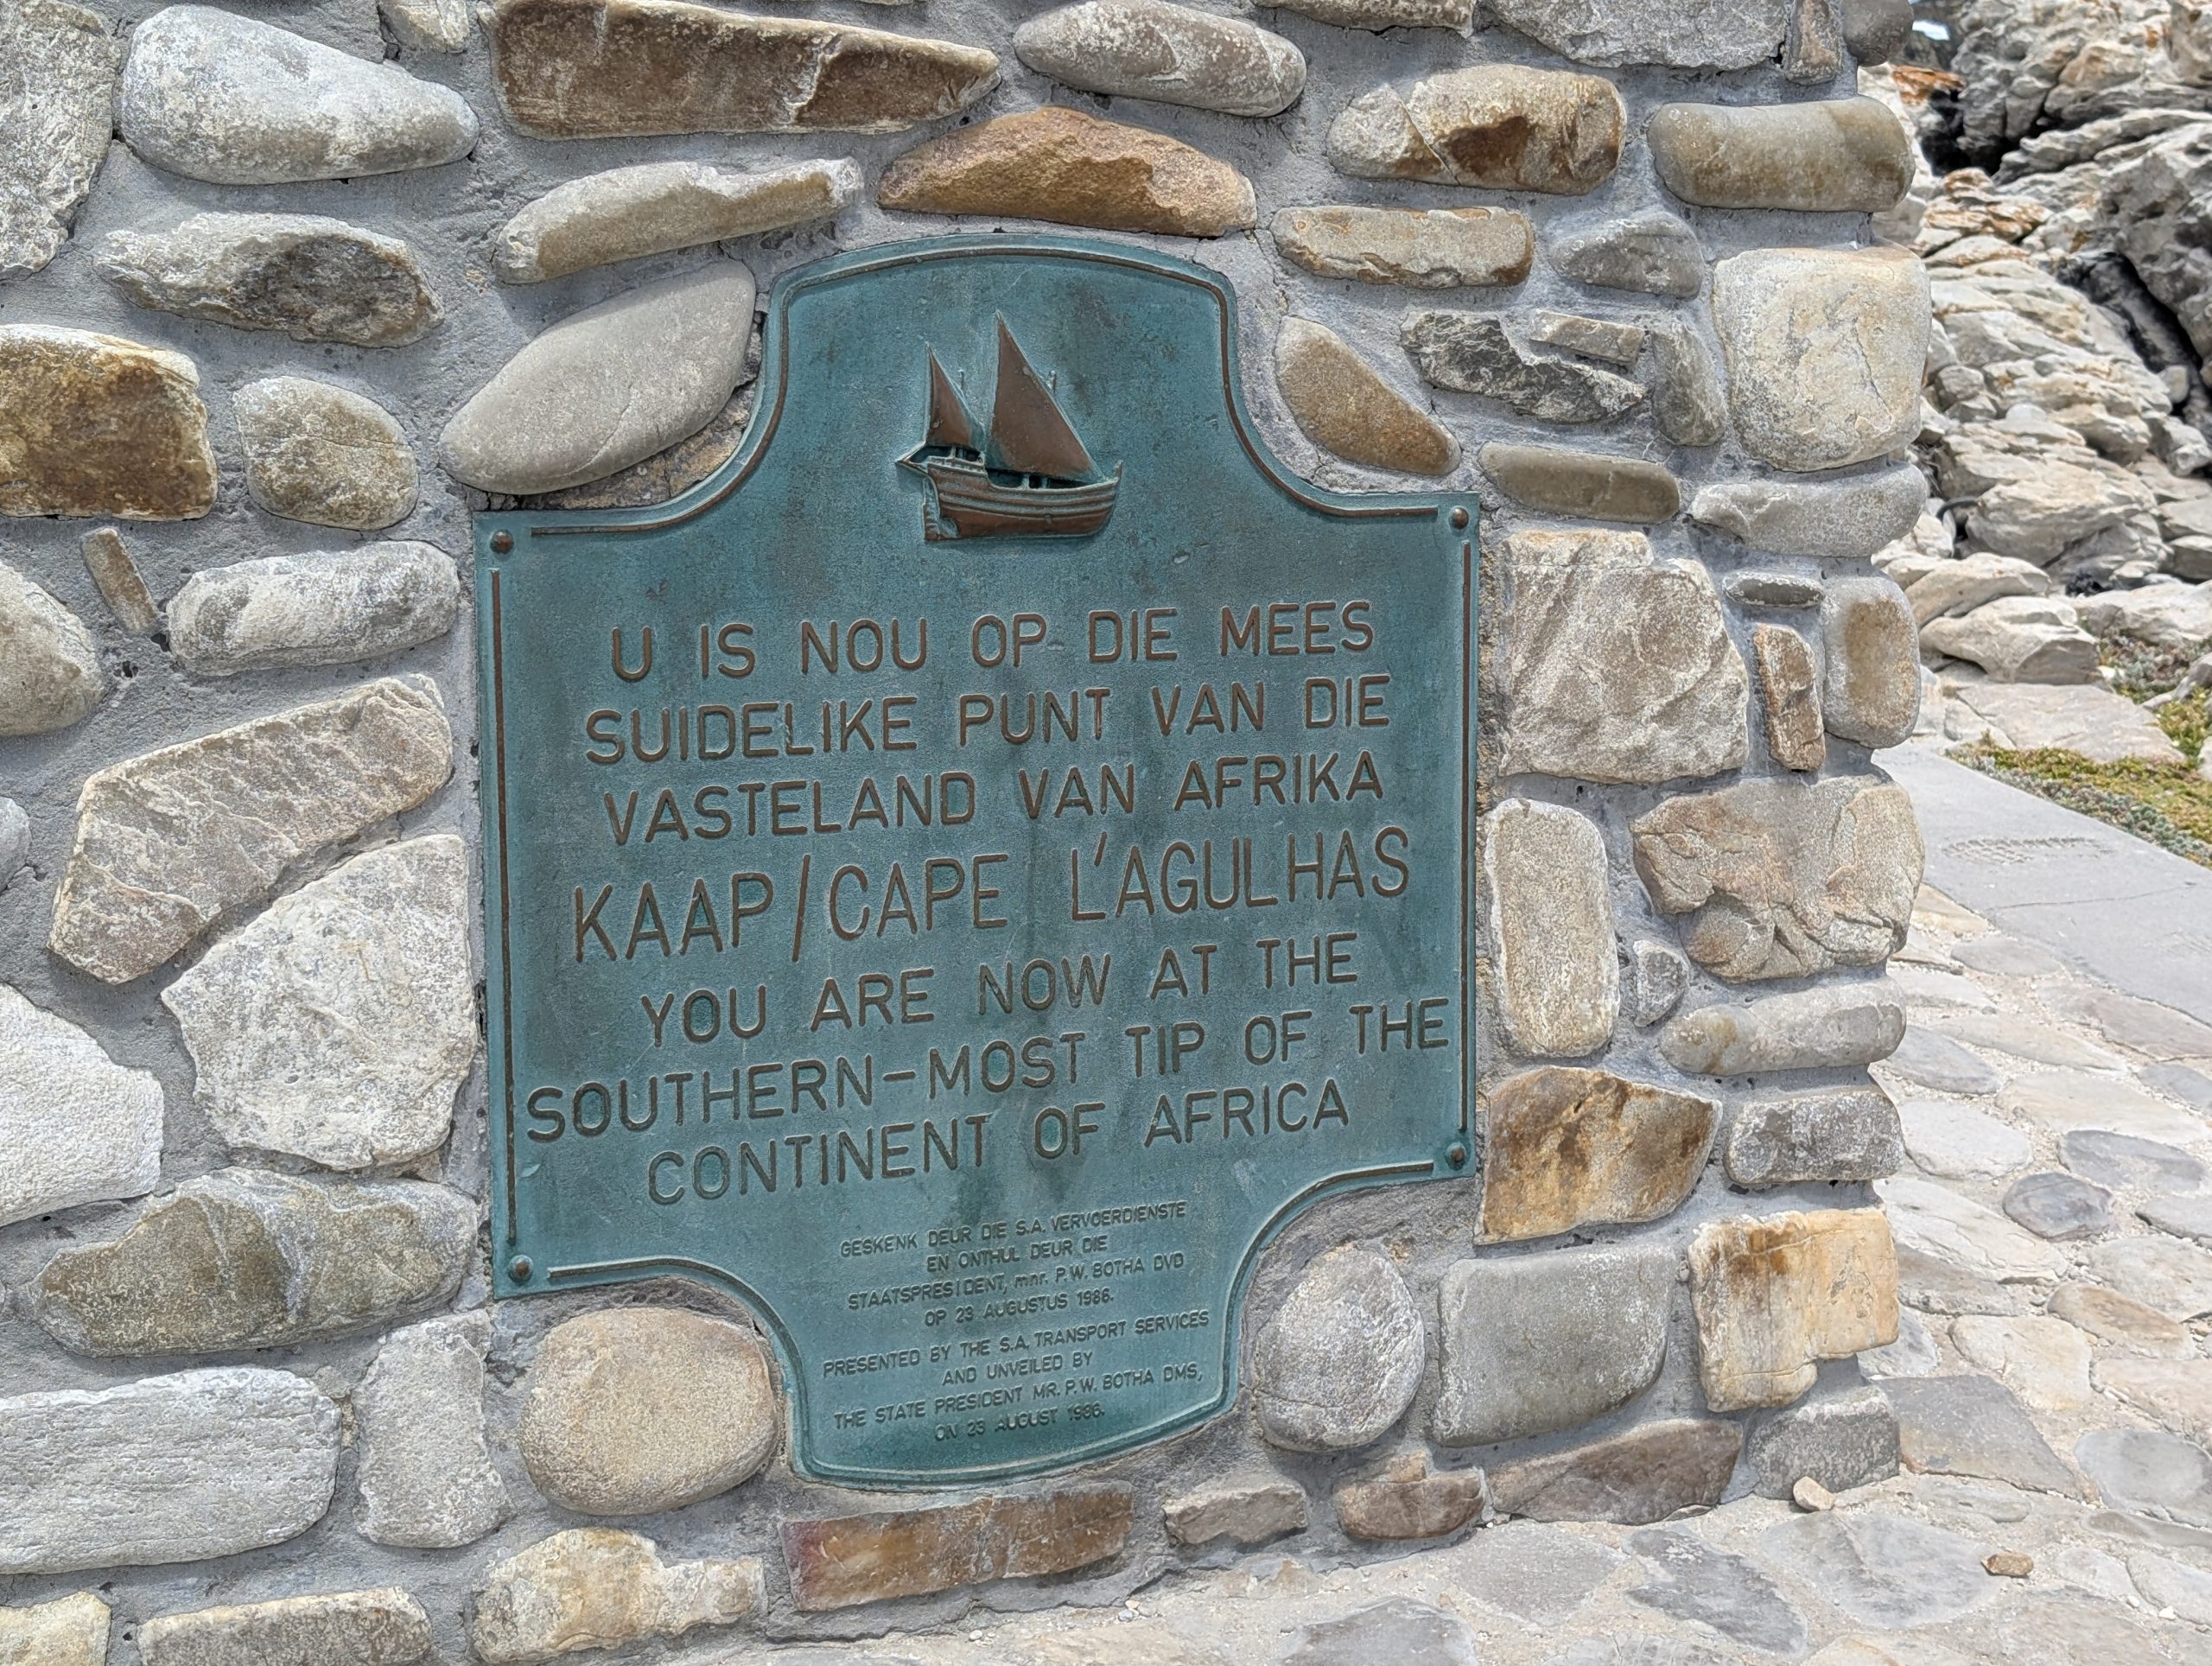 U IS NOU OP DIE MEES
SUIDELIKE PUNT VAN DIE
VASTELAND VAN AFRIKA
KAAP/CAPE L'AGULHAS
YOU ARE NOW AT THE
SOUTHERN-MOST TIP OF THE
CONTINENT OF AFRICA
GESKENK DEUR DIE S.A. VERVOERDIENSTE
EN ONTHUL DEUR DIE
STAATSPRESIDENT, mnr. P.W. BOTHA DVD
OP 23 AUGUSTUS 1986.
PRESENTED BY THE S.A. TRANSPORT SERVICES
AND UNVEILED BY
THE STATE PRESIDENT MR. P.W. BOTHA DMS,
ON 23 AUGUST 1986.